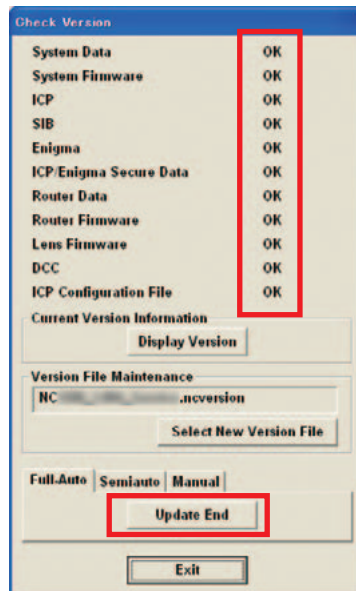 Check Version
System Data OK
System Firmware OK
ICP OK
SIB OK
Enigma OK
ICP/Enigma Secure Data OK
Router Data OK
Router Firmware OK
Lens Firmware OK
DCC OK
ICP Configuration File OK
Current Version Information
Display Version
Version File Maintenance
NC .ncversion
Select New Version File
Full-Auto Semiauto Manual
Update End
Exit